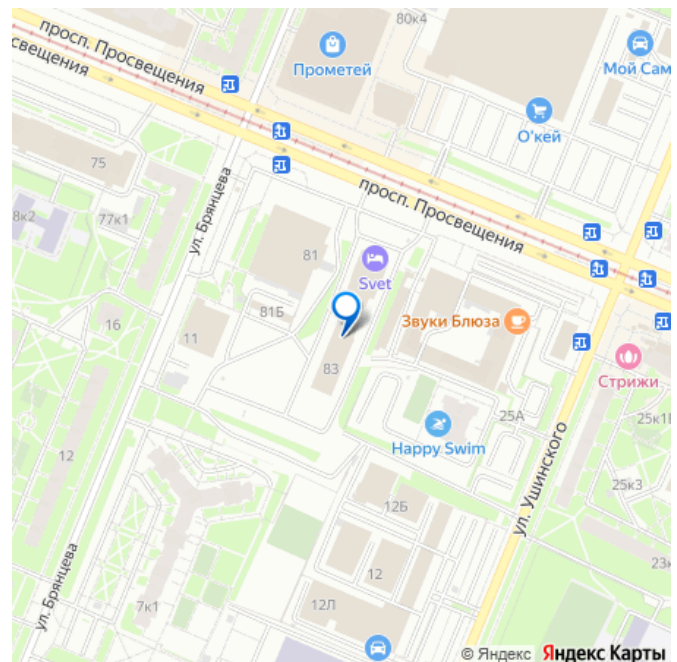 80к4
просп. Просвещения
Прометей
Мой Сам
свещения
О'кей
75
ул. Брянцева
просп. Просвещения
8к2
77к1
81
Svet
81Б
Звуки Блюза
16
11
83
Стрижи
25А
25к1
Happy Swim
12
ул. Ушинского
25к3
12Б
ул. Брянцева
12
23к
7к1
12Л
© Яндекс Яндекс Карты